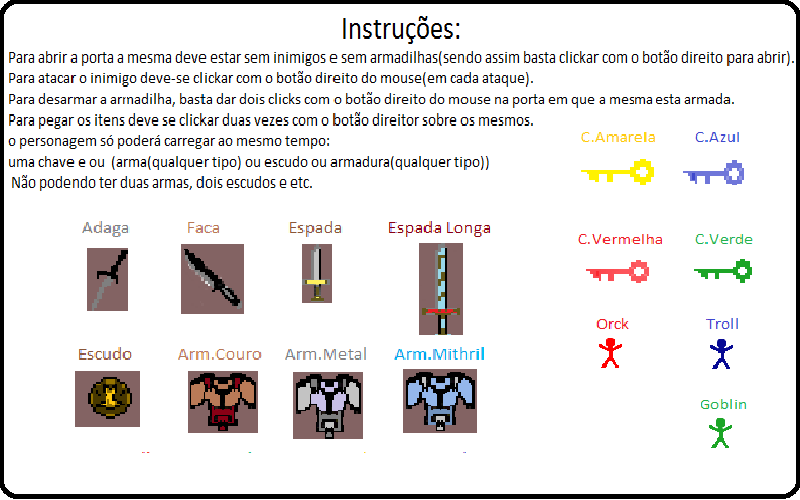 Instruções:
Para abrir a porta a mesma deve estar sem inimigos e sem armadilhas(sendo assim basta clickar com o botão direito para abrir).
Para atacar o inimigo deve-se clickar com o botão direito do mouse(em cada ataque).
Para desarmar a armadilha, basta dar dois clicks com o botão direito do mouse na porta em que a mesma esta armada.
Para pegar os itens deve se clickar duas vezes com o botão direitor sobre os mesmos.
o personagem só poderá carregar ao mesmo tempo:
uma chave e ou (arma(qualquer tipo) ou escudo ou armadura(qualquer tipo))
Não podendo ter duas armas, dois escudos e etc.
C.Amarela C.Azul
Adaga Faca Espada Espada Longa
C.Vermelha C.Verde
Orck Troll
Escudo Arm.Couro Arm.Metal Arm.Mithril
Goblin